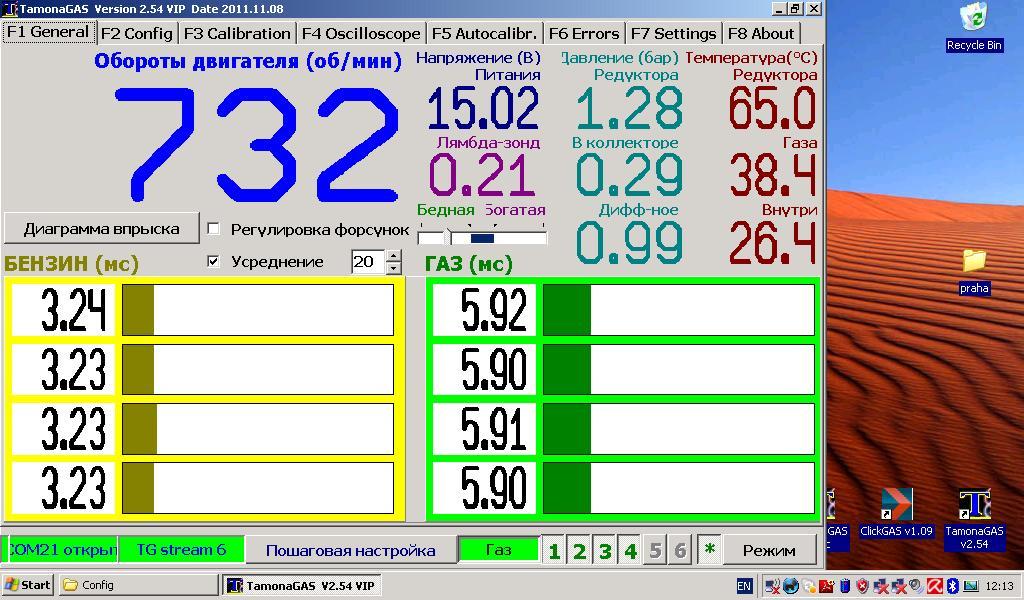 TamonaGAS Version 2.54 VIP Date 2011.11.08
F1 General F2 Config F3 Calibration F4 Oscilloscope F5 Autocalibr. F6 Errors F7 Settings F8 About
Обороты двигателя (об/мин)
732
Напряжение (В)
Питания
15.02
Лямбда-зонд
0.21
Бедная Богатая
Давление (бар)
Редуктора
1.28
В коллекторе
0.29
Дифф-ное
0.99
Температура(°C)
Редуктора
65.0
Газа
38.4
Внутри
26.4
Диаграмма впрыска
Регулировка форсунок
Усреднение 20
БЕНЗИН (мс)
3.24
3.23
3.23
3.23
ГАЗ (мс)
5.92
5.90
5.91
5.90
COM21 открыт TG stream 6 Пошаговая настройка Газ 1 2 3 4 5 6 * Режим
Recycle Bin
praha
GAS
ClickGAS v1.09
TamonaGAS
v2.54
Start Config TamonaGAS V2.54 VIP EN 12:13